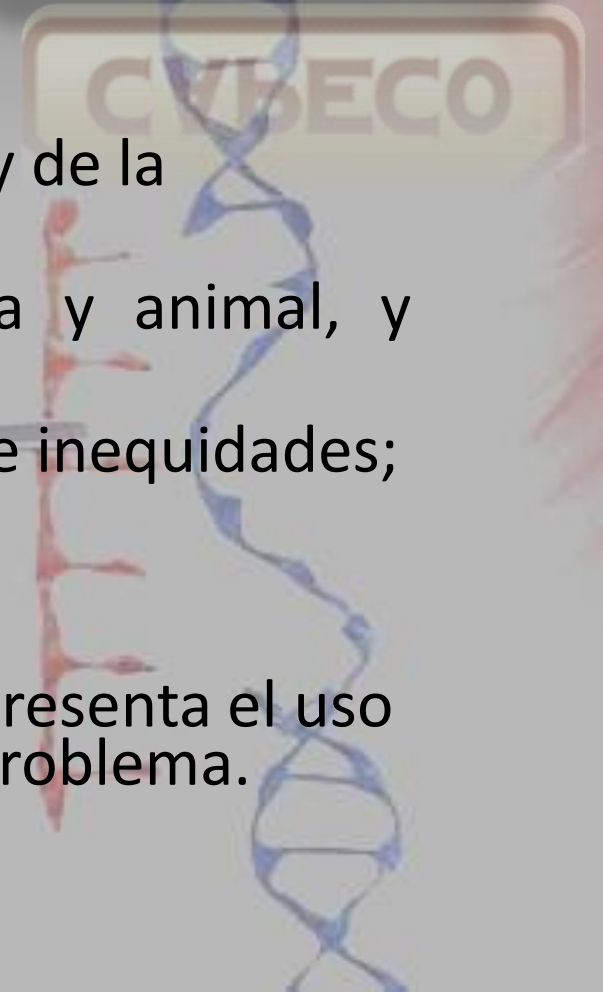 CYBECO
y de la
a y animal, y
e inequidades;
resenta el uso
roblema.